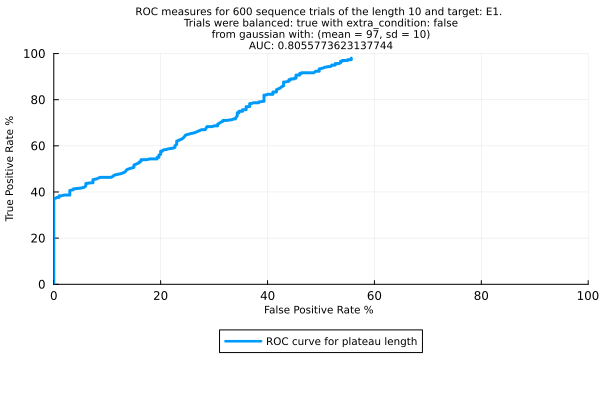 ROC measures for 600 sequence trials of the length 10 and target: E1.
Trials were balanced: true with extra_condition: false
from gaussian with: (mean = 97, sd = 10)
AUC: 0.8055773623137744
100
80
60
40
20
0
True Positive Rate %
0 20 40 60 80 100
False Positive Rate %
ROC curve for plateau length